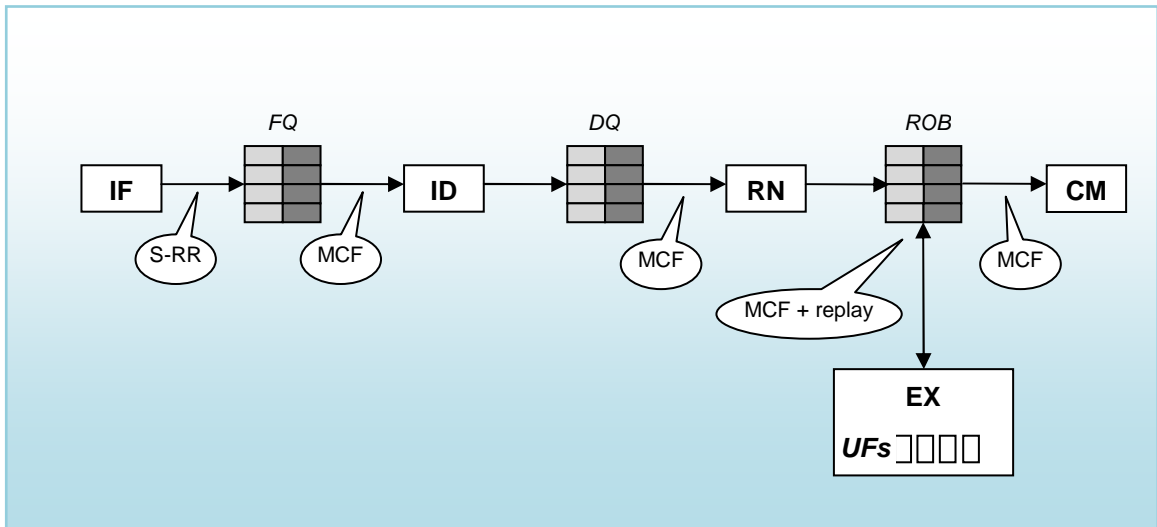 FQ
DQ
ROB
IF
ID
RN
CM
S-RR
MCF
MCF
MCF
MCF + replay
EX
UFs